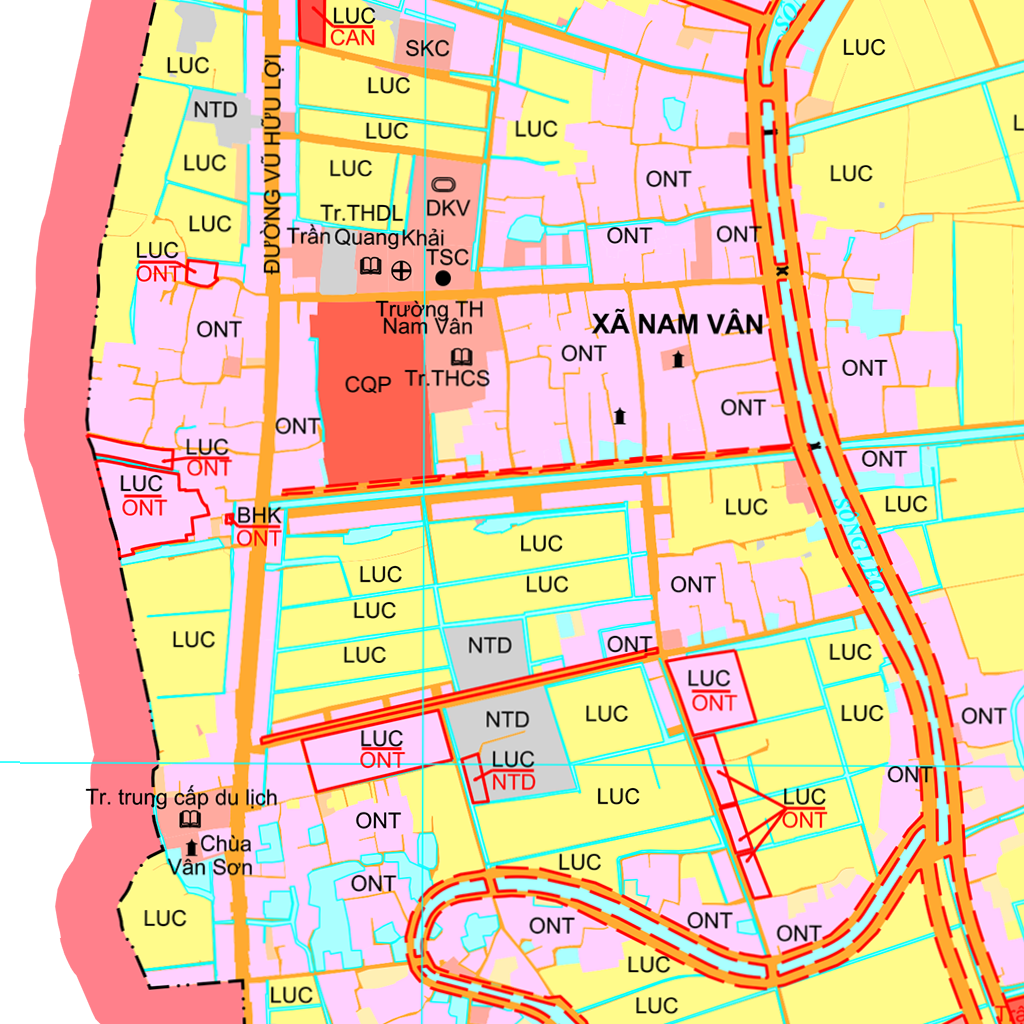 LUC
CAN
SÔNG
SKC
LUC
LUC
LUC
NTD
LUC
LUC
LUC
LUC
LUC
LUC
ONT
LUC
DKV
Tr.THDL
Trần Quang Khải
TSC
LUC
ONT
ONT
ONT
ĐƯỜNG VŨ HỮU LỢI
Trường TH
Nam Vân
XÃ NAM VÂN
ONT
ONT
ONT
CQP
Tr.THCS
ONT
ONT
LUC
ONT
ONT
LUC
ONT
LUC
LUC
BHK
ONT
SÔNG LEO
LUC
LUC
LUC
ONT
LUC
LUC
NTD
ONT
LUC
LUC
LUC
ONT
NTD
LUC
LUC
ONT
LUC
ONT
LUC
NTD
ONT
LUC
LUC
ONT
Tr. trung cấp du lịch
ONT
Chùa
Vân Sơn
LUC
ONT
LUC
ONT
ONT
ONT
LUC
LUC
LUC